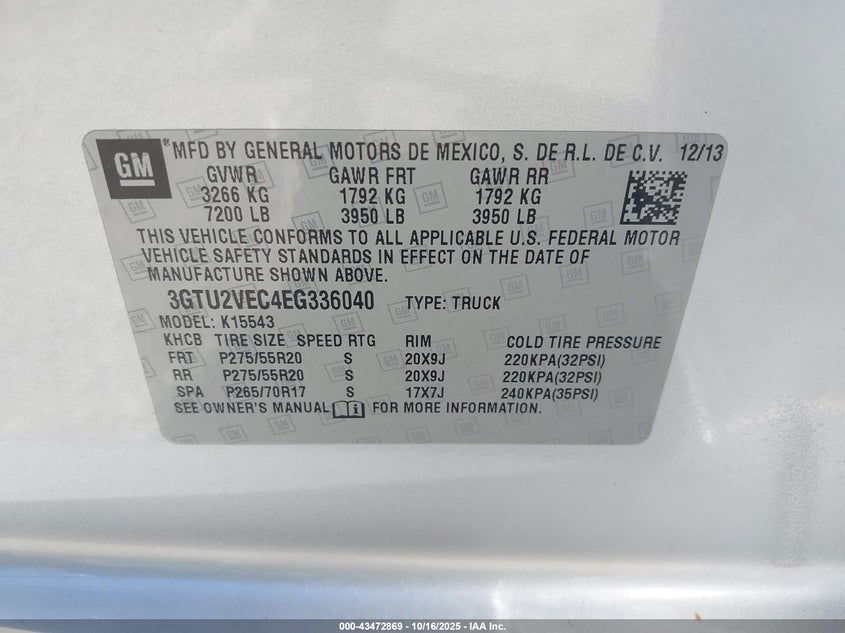 GM ® MFD BY GENERAL MOTORS DE MEXICO, S. DE R.L. DE C.V. 12/13
GVWR GAWR FRT GAWR RR
3266 KG 1792 KG 1792 KG
7200 LB 3950 LB 3950 LB
THIS VEHICLE CONFORMS TO ALL APPLICABLE U.S. FEDERAL MOTOR
VEHICLE SAFETY STANDARDS IN EFFECT ON THE DATE OF
MANUFACTURE SHOWN ABOVE.
3GTU2VEC4EG336040 TYPE: TRUCK
MODEL: K15543
KHCB TIRE SIZE SPEED RTG RIM COLD TIRE PRESSURE
FRT P275/55R20 S 20X9J 220KPA(32PSI)
RR P275/55R20 S 20X9J 220KPA(32PSI)
SPA P265/70R17 S 17X7J 240KPA(35PSI)
SEE OWNER'S MANUAL FOR MORE INFORMATION.
000-43472869 - 10/16/2025 - IAA Inc.